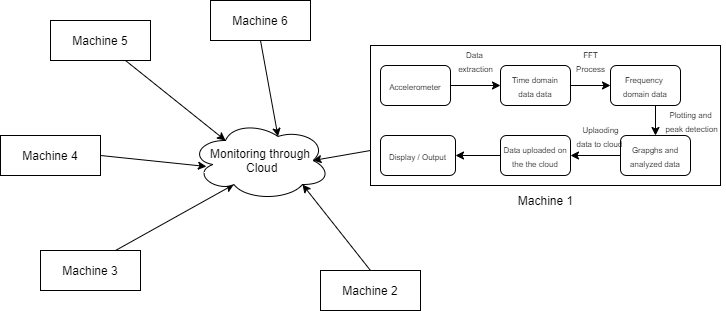 Machine 6
Machine 5
Data
extraction
FFT
Process
Accelerometer
Time domain
data data
Frequency
domain data
Plotting and
peak detection
Uplaoding
data to cloud
Display / Output
Data uploaded on
the the cloud
Grapghs and
analyzed data
Machine 4
Monitoring through
Cloud
Machine 1
Machine 3
Machine 2